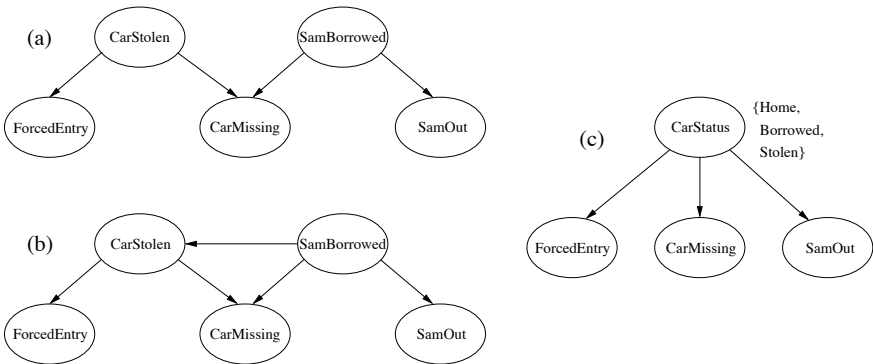 (a)
CarStolen
SamBorrowed
ForcedEntry
CarMissing
SamOut
(b)
CarStolen
SamBorrowed
ForcedEntry
CarMissing
SamOut
(c)
CarStatus
{Home,
Borrowed,
Stolen}
ForcedEntry
CarMissing
SamOut